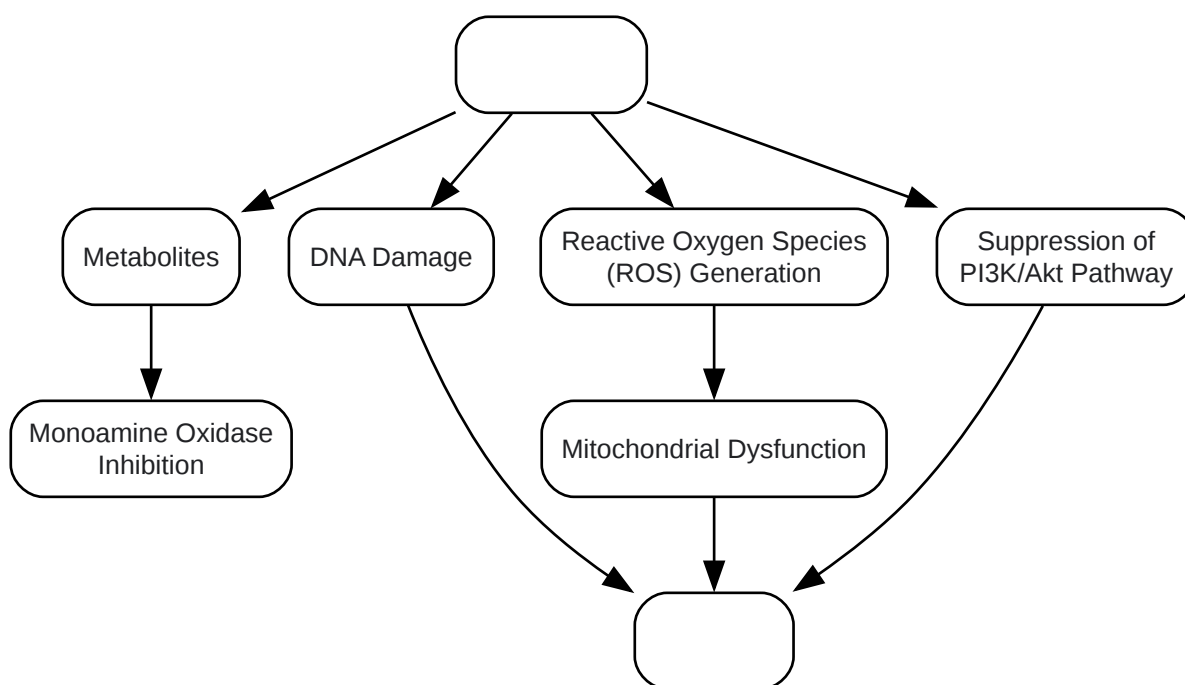 Metabolites
DNA Damage
Reactive Oxygen Species
(ROS) Generation
Suppression of
PI3K/Akt Pathway
Monoamine Oxidase
Inhibition
Mitochondrial Dysfunction